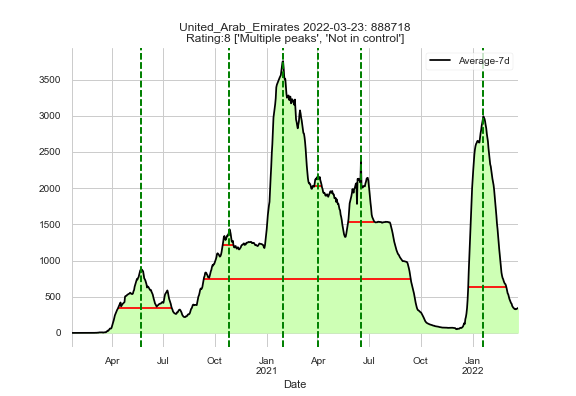 United_Arab_Emirates 2022-03-23: 888718
Rating:8 ['Multiple peaks', 'Not in control']
Average-7d
3500
3000
2500
2000
1500
1000
500
0
Apr Jul Oct Jan Apr Jul Oct Jan
2021 2022
Date